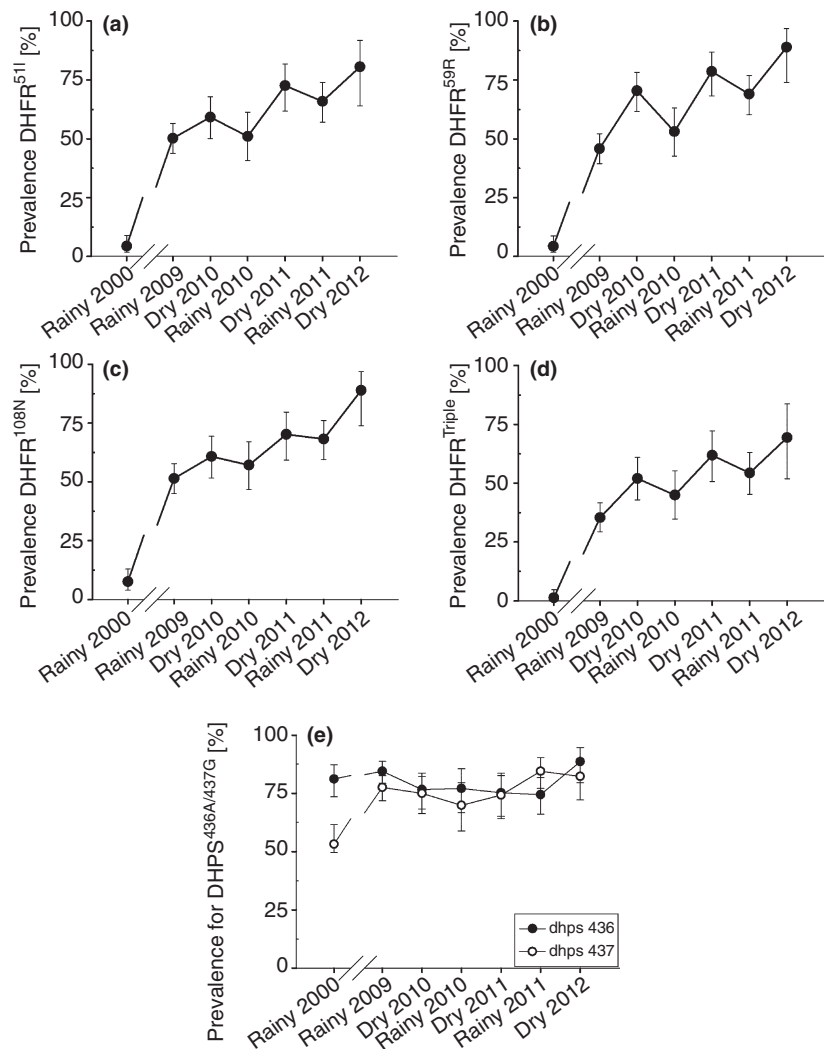 (a)
Prevalence DHFR51I [%]
100
75
50
25
0
Rainy 2000
Rainy 2009
Dry 2010
Rainy 2010
Dry 2011
Rainy 2011
Dry 2012
(b)
Prevalence DHFR59R [%]
100
75
50
25
0
Rainy 2000
Rainy 2009
Dry 2010
Rainy 2010
Dry 2011
Rainy 2011
Dry 2012
(c)
Prevalence DHFR108N [%]
100
75
50
25
0
Rainy 2000
Rainy 2009
Dry 2010
Rainy 2010
Dry 2011
Rainy 2011
Dry 2012
(d)
Prevalence DHFRTriple [%]
100
75
50
25
0
Rainy 2000
Rainy 2009
Dry 2010
Rainy 2010
Dry 2011
Rainy 2011
Dry 2012
(e)
Prevalence for DHPS436A/437G [%]
100
75
50
25
0
dhps 436
dhps 437
Rainy 2000
Rainy 2009
Dry 2010
Rainy 2010
Dry 2011
Rainy 2011
Dry 2012